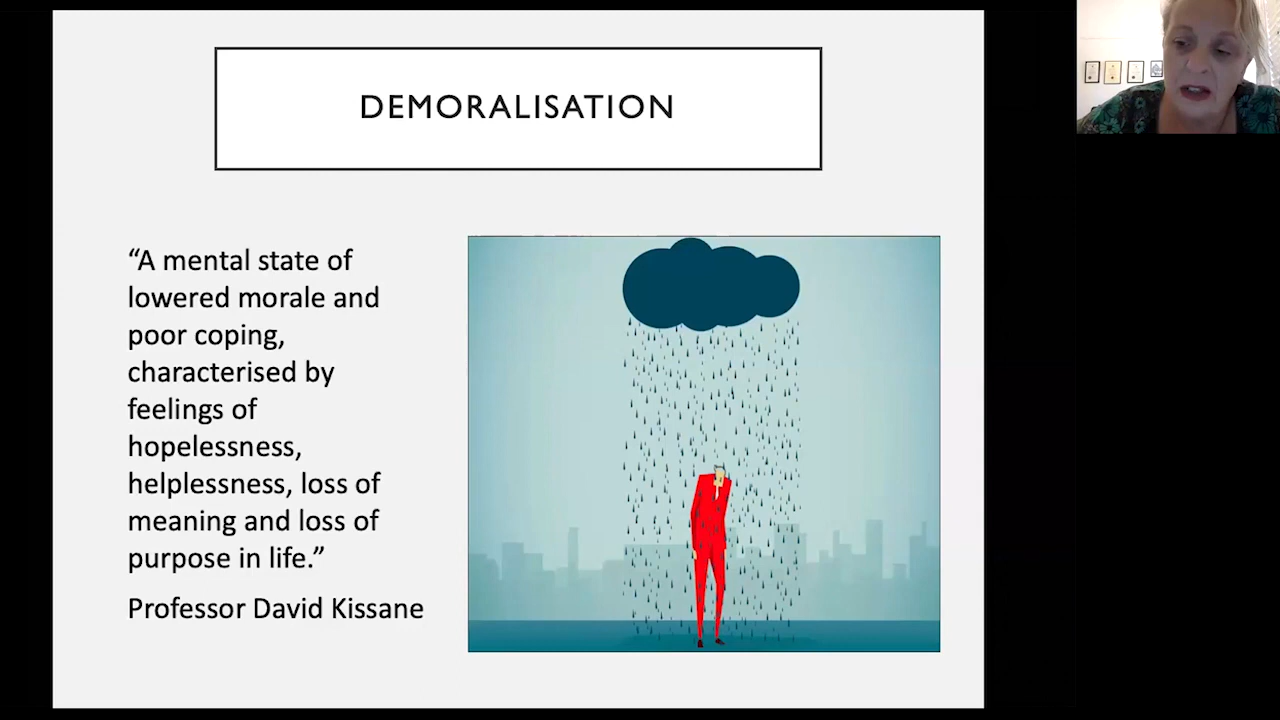 DEMORALISATION
“A mental state of
lowered morale and
poor coping,
characterised by
feelings of
hopelessness,
helplessness, loss of
meaning and loss of
purpose in life.”
Professor David Kissane